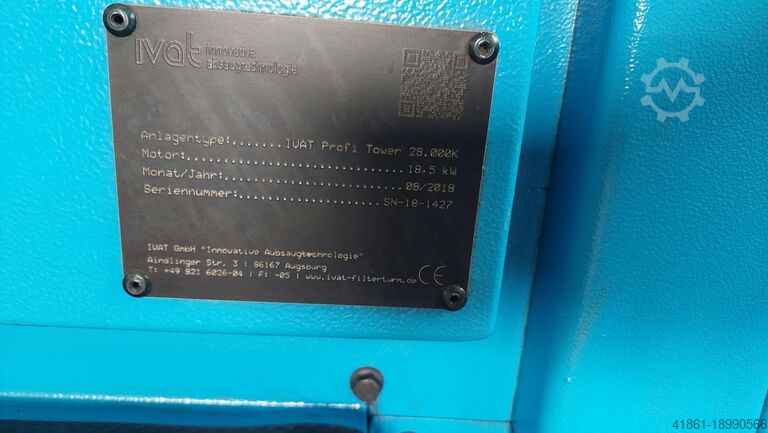 IVAT innovative
absaugtechnologie
Anlagentype:.......IVAT Profi Tower 28.000K
Motor:...............................18,5 kW
Monat/Jahr:..........................08/2018
Seriennummer:.....................SN-18-1427
IVAT GmbH "Innovative Aubsaugtechnologie"
Aindlinger Str. 3 | 86167 Augsburg
T: +49 821 6026-04 | F: -05 | www.ivat-filterturm.de CE
41861-18990566